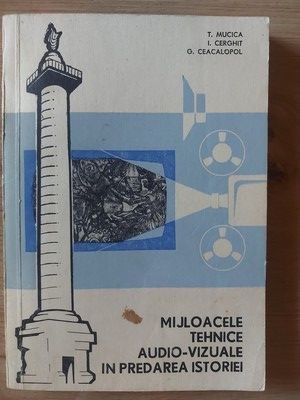 T. MUCICA
I. CERGHIT
G. CEACALOPOL
MIJLOACELE
TEHNICE
AUDIO-VIZUALE
IN PREDAREA ISTORIEI